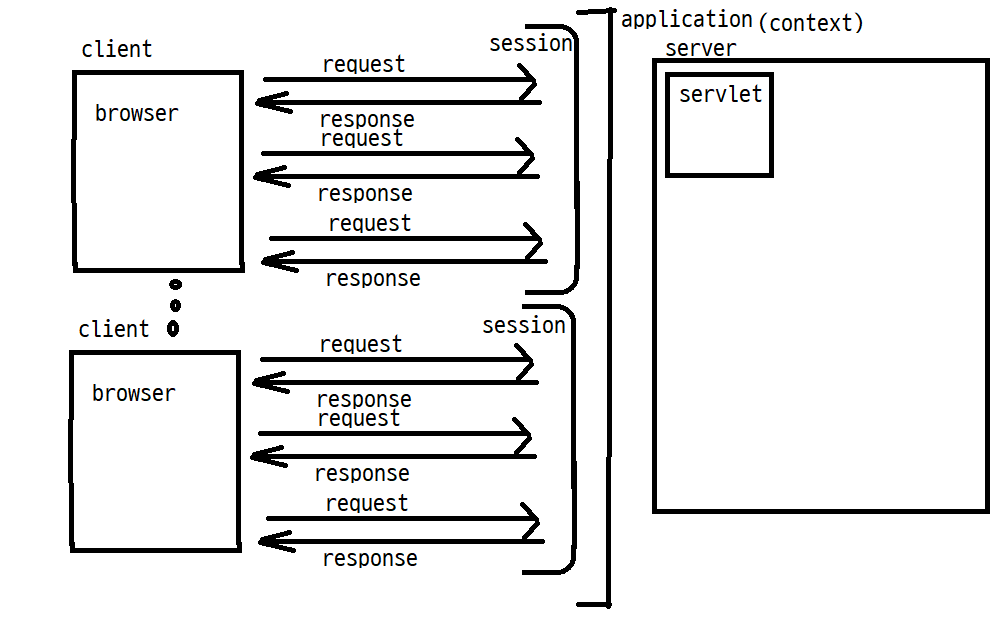 application (context)
server
servlet
client
browser
session
request
response
request
response
request
response
client
browser
session
request
response
request
response
request
response